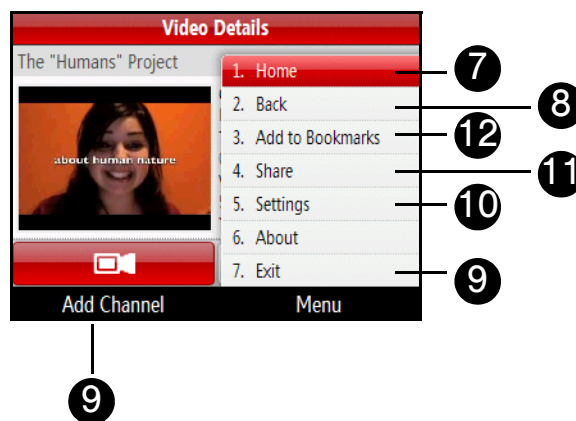 Video Details
The "Humans" Project
about human nature
1. Home
2. Back
3. Add to Bookmarks
4. Share
5. Settings
6. About
7. Exit
Add Channel
Menu
7
8
12
11
10
9
9